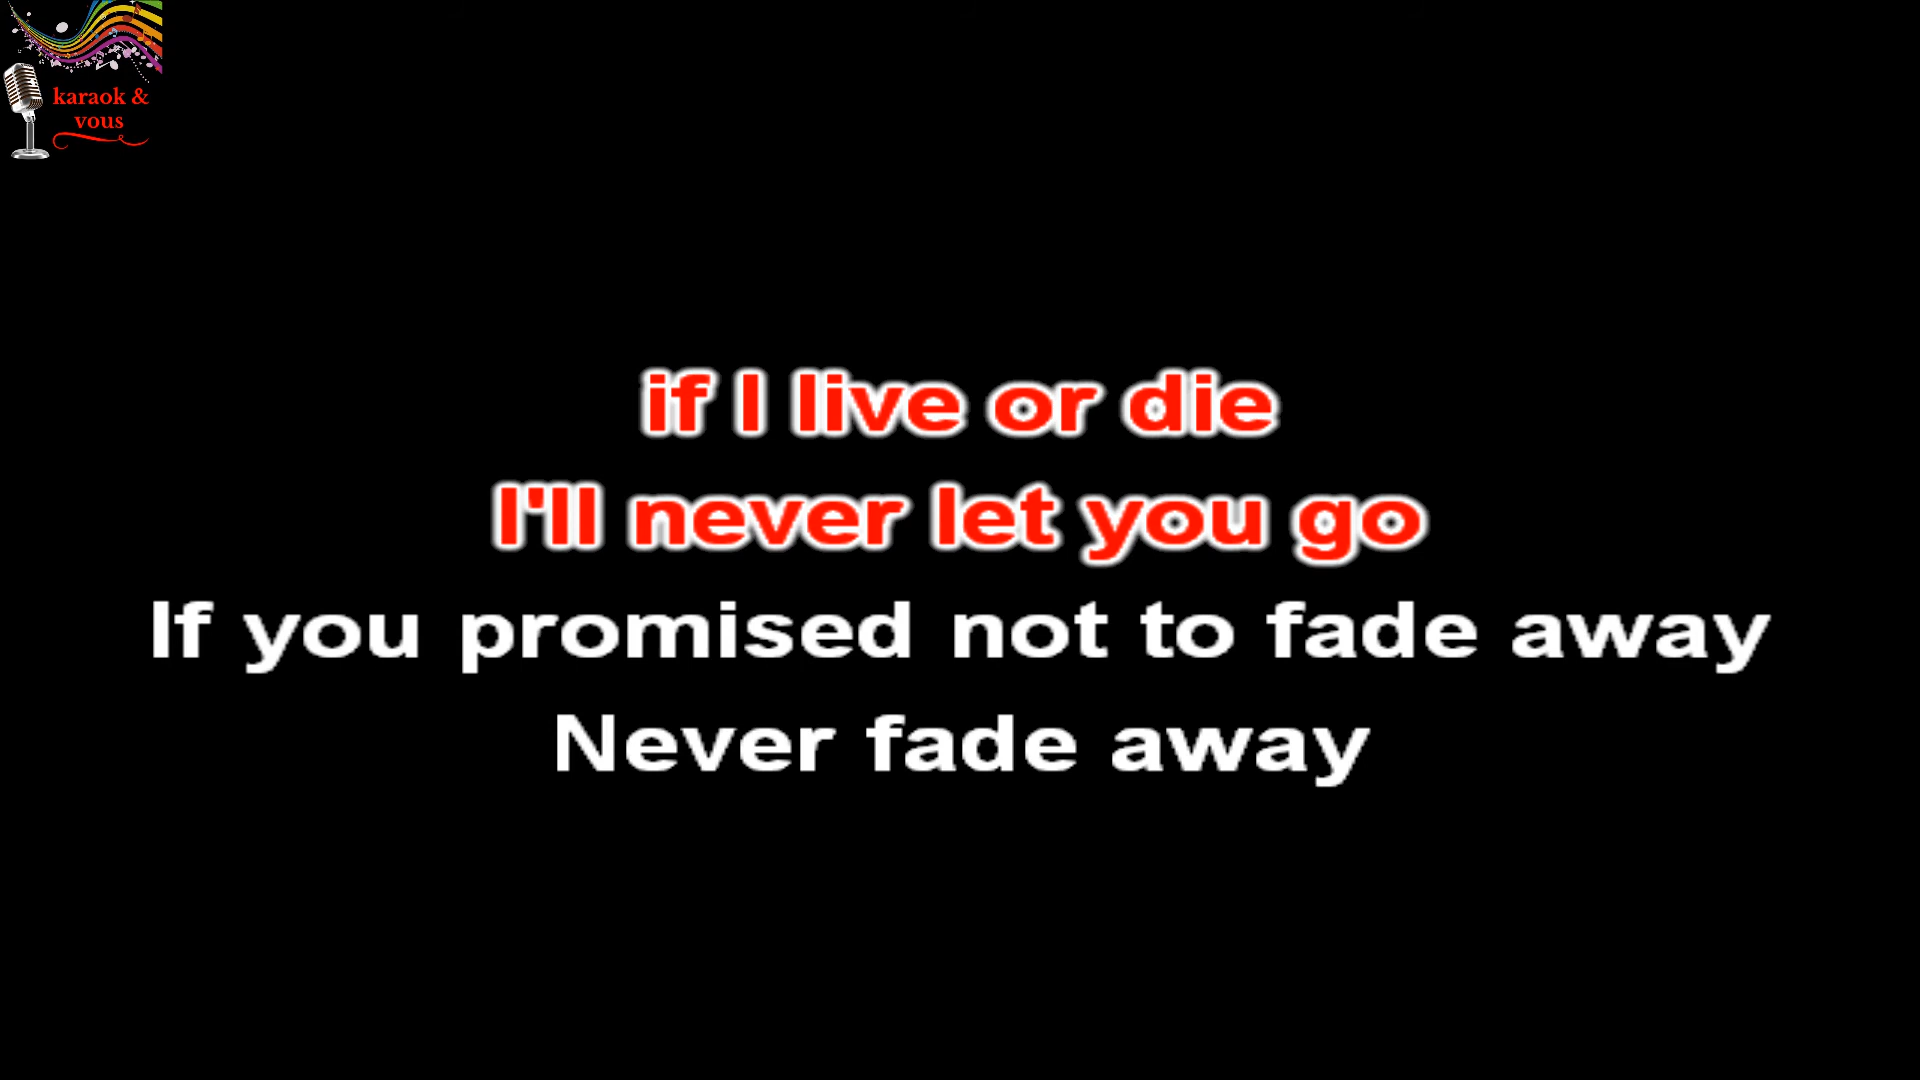 karaok &
vous
if I live or die
I'll never let you go
If you promised not to fade away
Never fade away